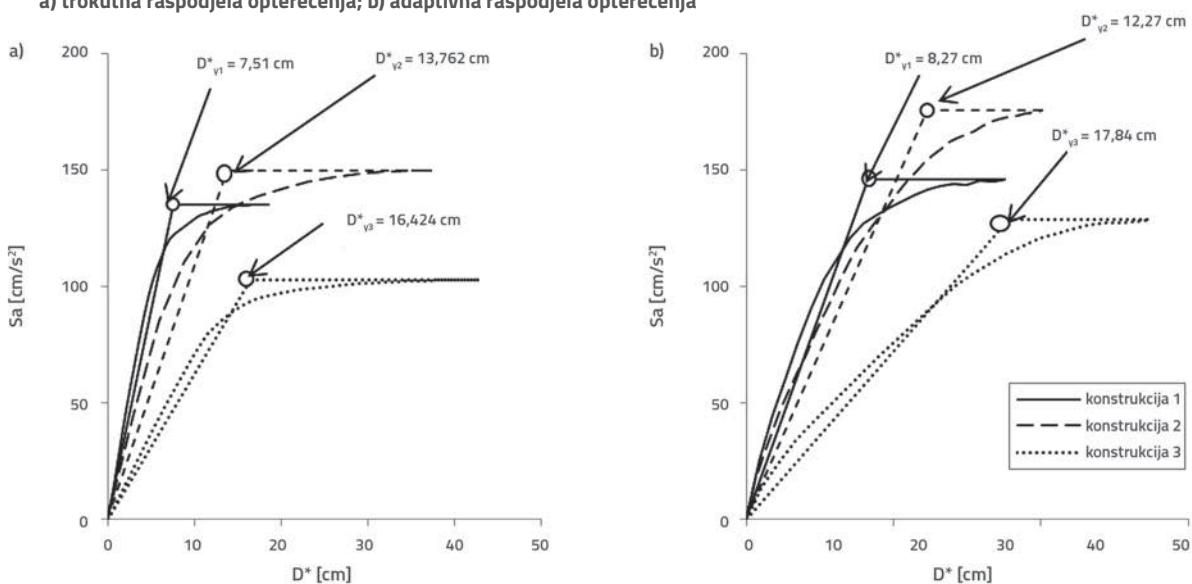 a) trokutna raspodjela opterećenja; b) adaptivna raspodjela opterećenja
a)
200
150
100
50
0
Sa [cm/s²]
D*y1 = 7,51 cm
D*y2 = 13,762 cm
D*y3 = 16,424 cm
0 10 20 30 40 50
D* [cm]
b)
200
150
100
50
0
Sa [cm/s²]
D*y2 = 12,27 cm
D*y1 = 8,27 cm
D*y3 = 17,84 cm
konstrukcija 1
konstrukcija 2
konstrukcija 3
0 10 20 30 40 50
D* [cm]